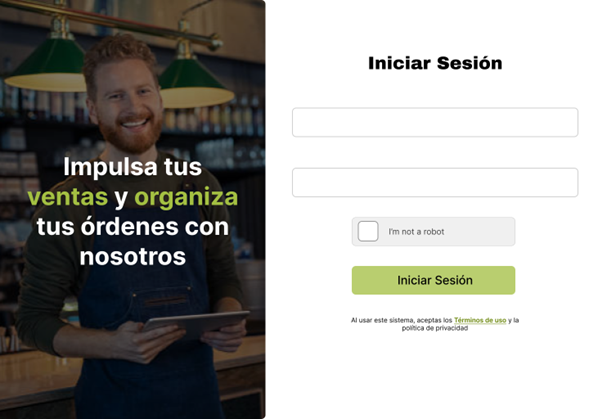 Impulsa tus
ventas y organiza
tus órdenes con
nosotros
Iniciar Sesión
I'm not a robot
Iniciar Sesión
Al usar este sistema, aceptas los Términos de uso y la
política de privacidad